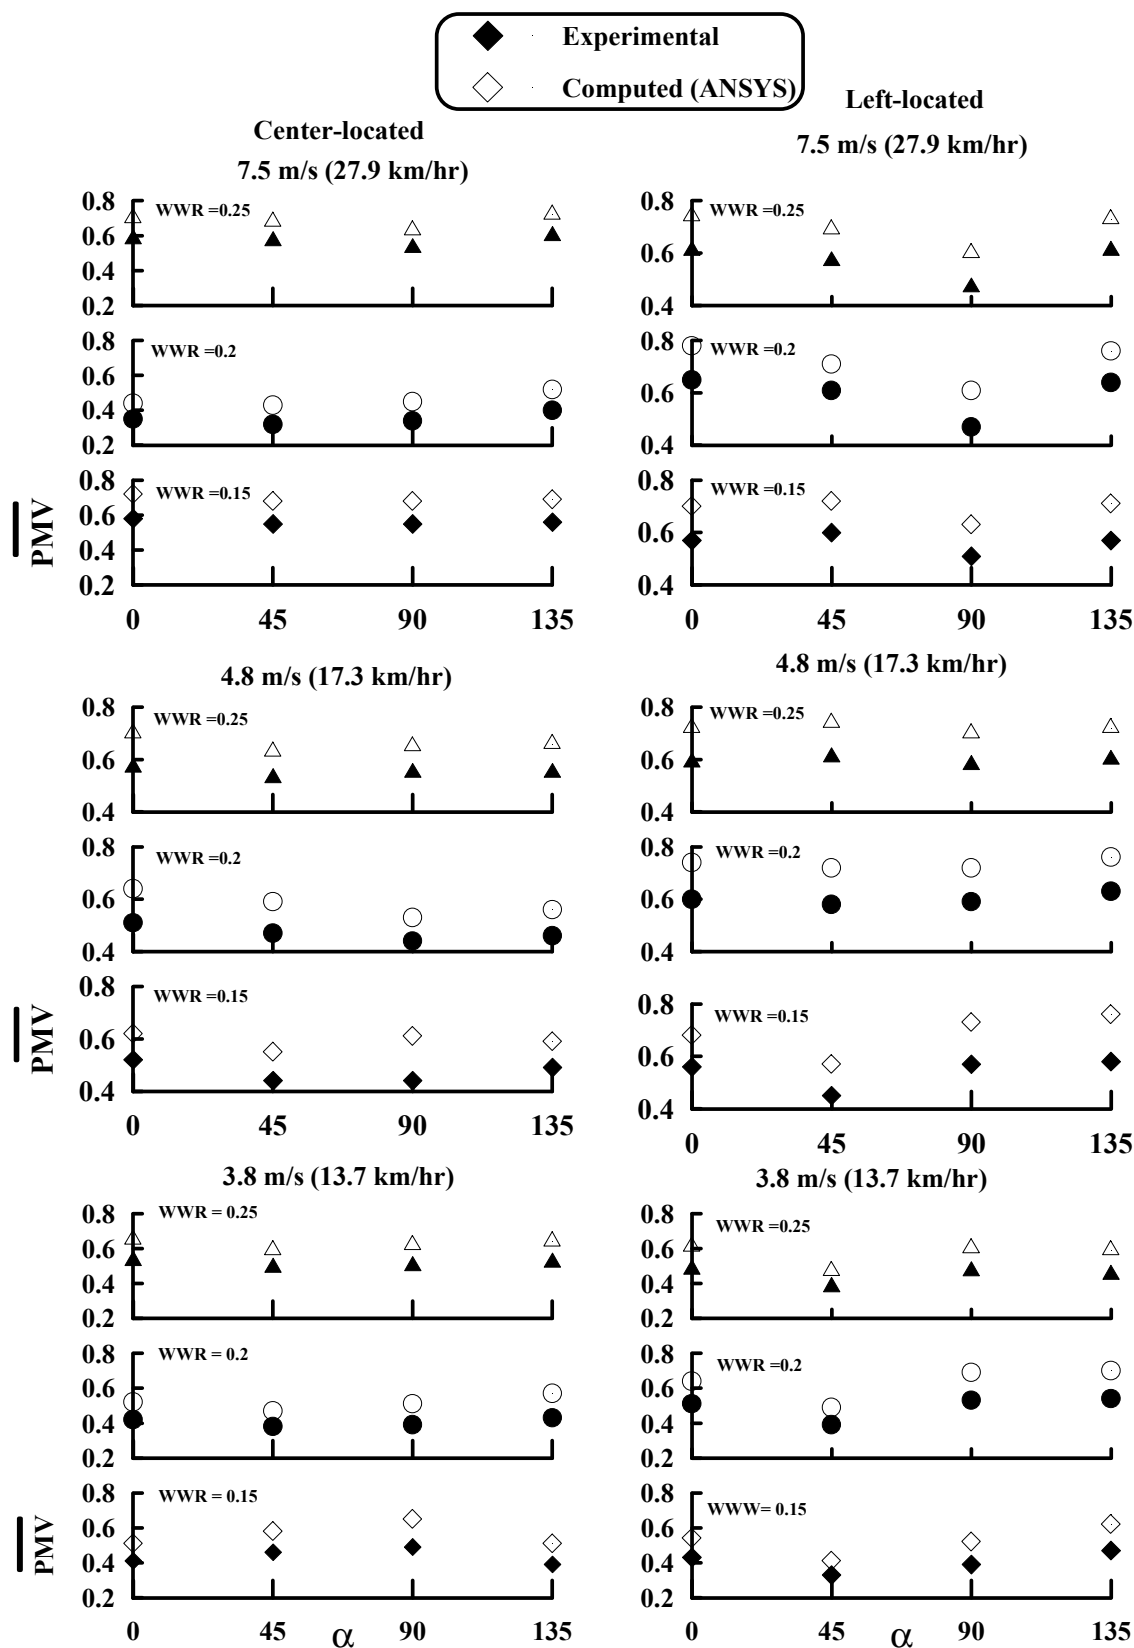 Experimental
Computed (ANSYS)
Center-located
7.5 m/s (27.9 km/hr)
0.8
WWR =0.25
0.6
0.4
0.2
0.8
WWR =0.2
0.6
0.4
0.2
0.8
WWR =0.15
0.6
0.4
0.2
PMV
0
45
90
135
Left-located
7.5 m/s (27.9 km/hr)
0.8
WWR =0.25
0.6
0.4
0.8
WWR =0.2
0.6
0.4
0.8
WWR =0.15
0.6
0.4
0
45
90
135
4.8 m/s (17.3 km/hr)
0.8
WWR =0.25
0.6
0.4
0.8
WWR =0.2
0.6
0.4
0.8
WWR=0.15
0.6
0.4
PMV
0
45
90
135
4.8 m/s (17.3 km/hr)
0.8
WWR =0.25
0.6
0.4
0.8
WWR =0.2
0.6
0.4
0.8
WWR =0.15
0.6
0.4
0
45
90
135
3.8 m/s (13.7 km/hr)
0.8
WWR = 0.25
0.6
0.4
0.2
0.8
WWR = 0.2
0.6
0.4
0.2
0.8
WWR = 0.15
0.6
0.4
0.2
PMV
0
45
90
135
α
3.8 m/s (13.7 km/hr)
0.8
WWR =0.25
0.6
0.4
0.2
0.8
WWR =0.2
0.6
0.4
0.2
0.8
WWW= 0.15
0.6
0.4
0.2
0
45
90
135
α